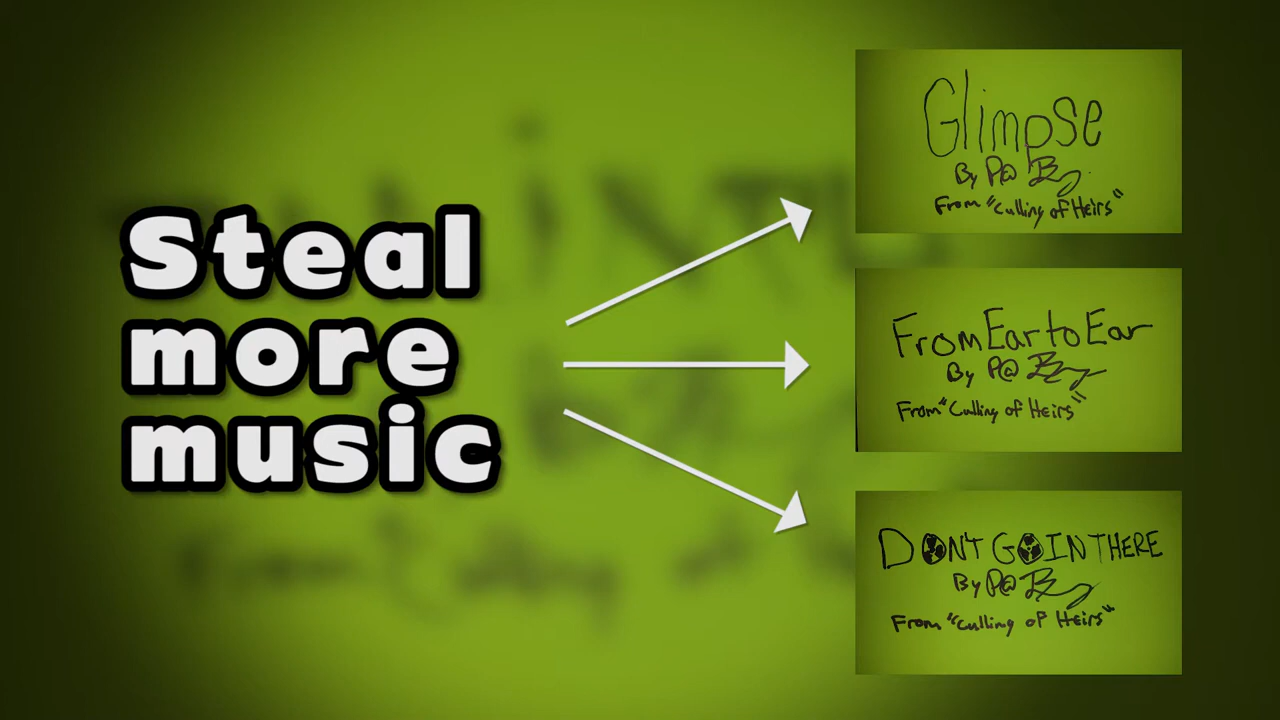 Steal
more
music
Glimpse
By P@
From "Culling of Heirs"
From Ear to Ear
By P@
From "Culling of Heirs"
DON'T GO IN THERE
By P@
From "Culling of Heirs"